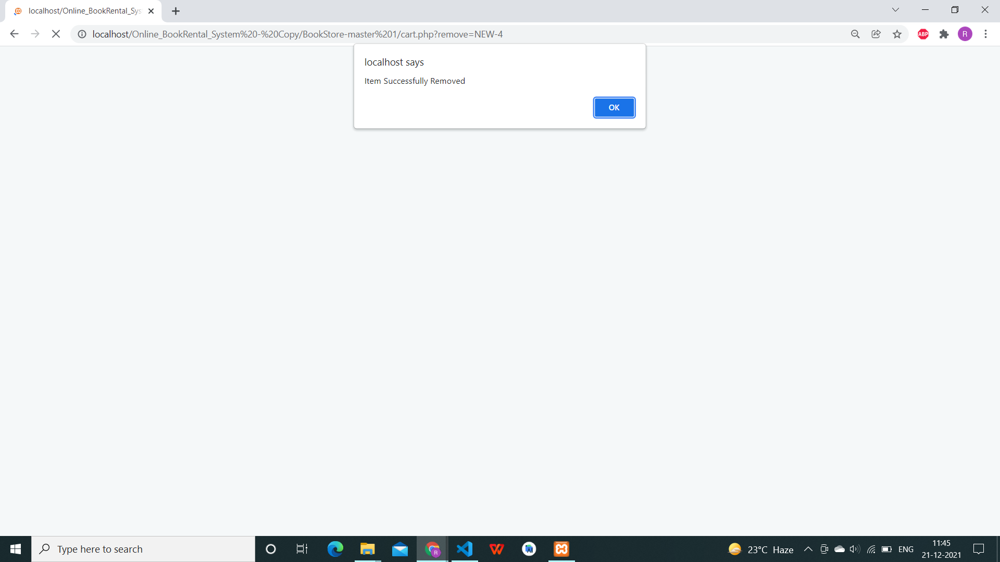 localhost/Online_BookRental_Sys
localhost/Online_BookRental_System%20-%20Copy/BookStore-master%201/cart.php?remove=NEW-4
ABP
R
localhost says
Item Successfully Removed
OK
Type here to search
R
23°C Haze
ENG
11:45
21-12-2021